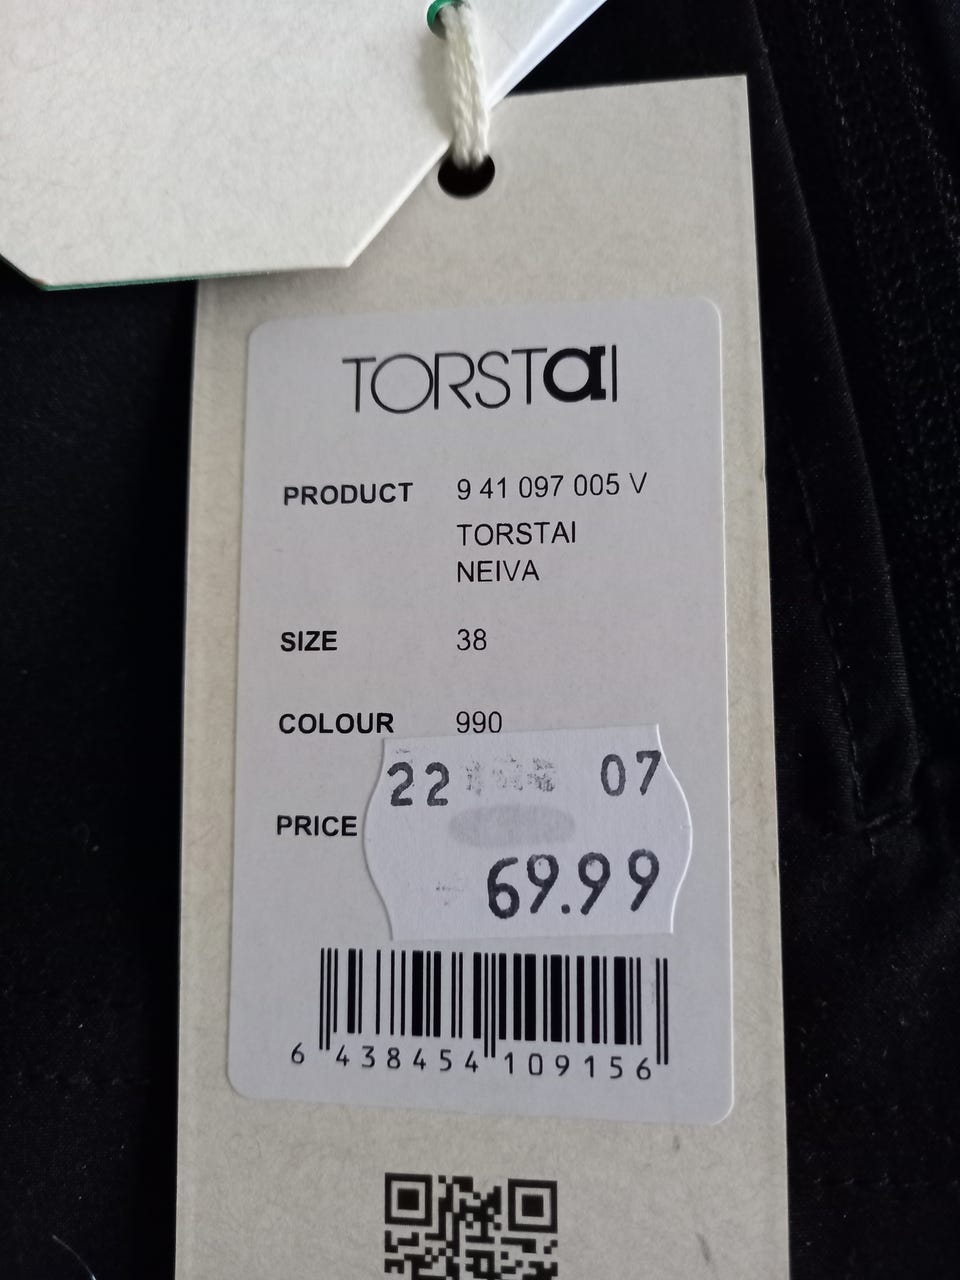 TORSTAI
PRODUCT 9 41 097 005 V
TORSTAI
NEIVA
SIZE 38
COLOUR 990
22 07
PRICE
69.99
6 438454 109156